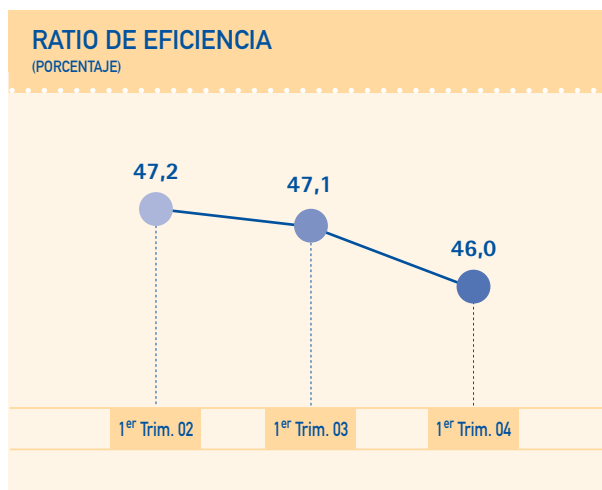 RATIO DE EFICIENCIA
(PORCENTAJE)
47,2
47,1
46,0
1er Trim. 02
1er Trim. 03
1er Trim. 04